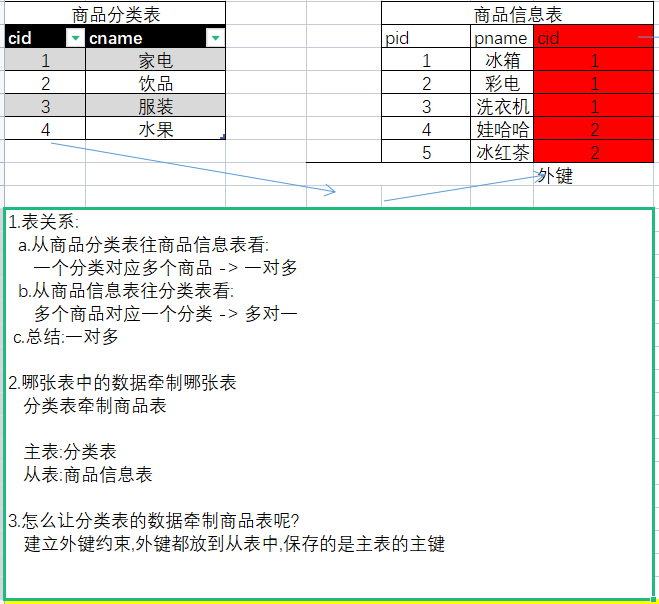 商品分类表 商品信息表
cid cname pid pname cid
1 家电 1 冰箱 1
2 饮品 2 彩电 1
3 服装 3 洗衣机 1
4 水果 4 娃哈哈 2
5 冰红茶 2
外键
1.表关系:
a.从商品分类表往商品信息表看:
一个分类对应多个商品 -> 一对多
b.从商品信息表往分类表看:
多个商品对应一个分类 -> 多对一
c.总结:一对多
2.哪张表中的数据牵制哪张表
分类表牵制商品表
主表:分类表
从表:商品信息表
3.怎么让分类表的数据牵制商品表呢?
建立外键约束,外键都放到从表中,保存的是主表的主键